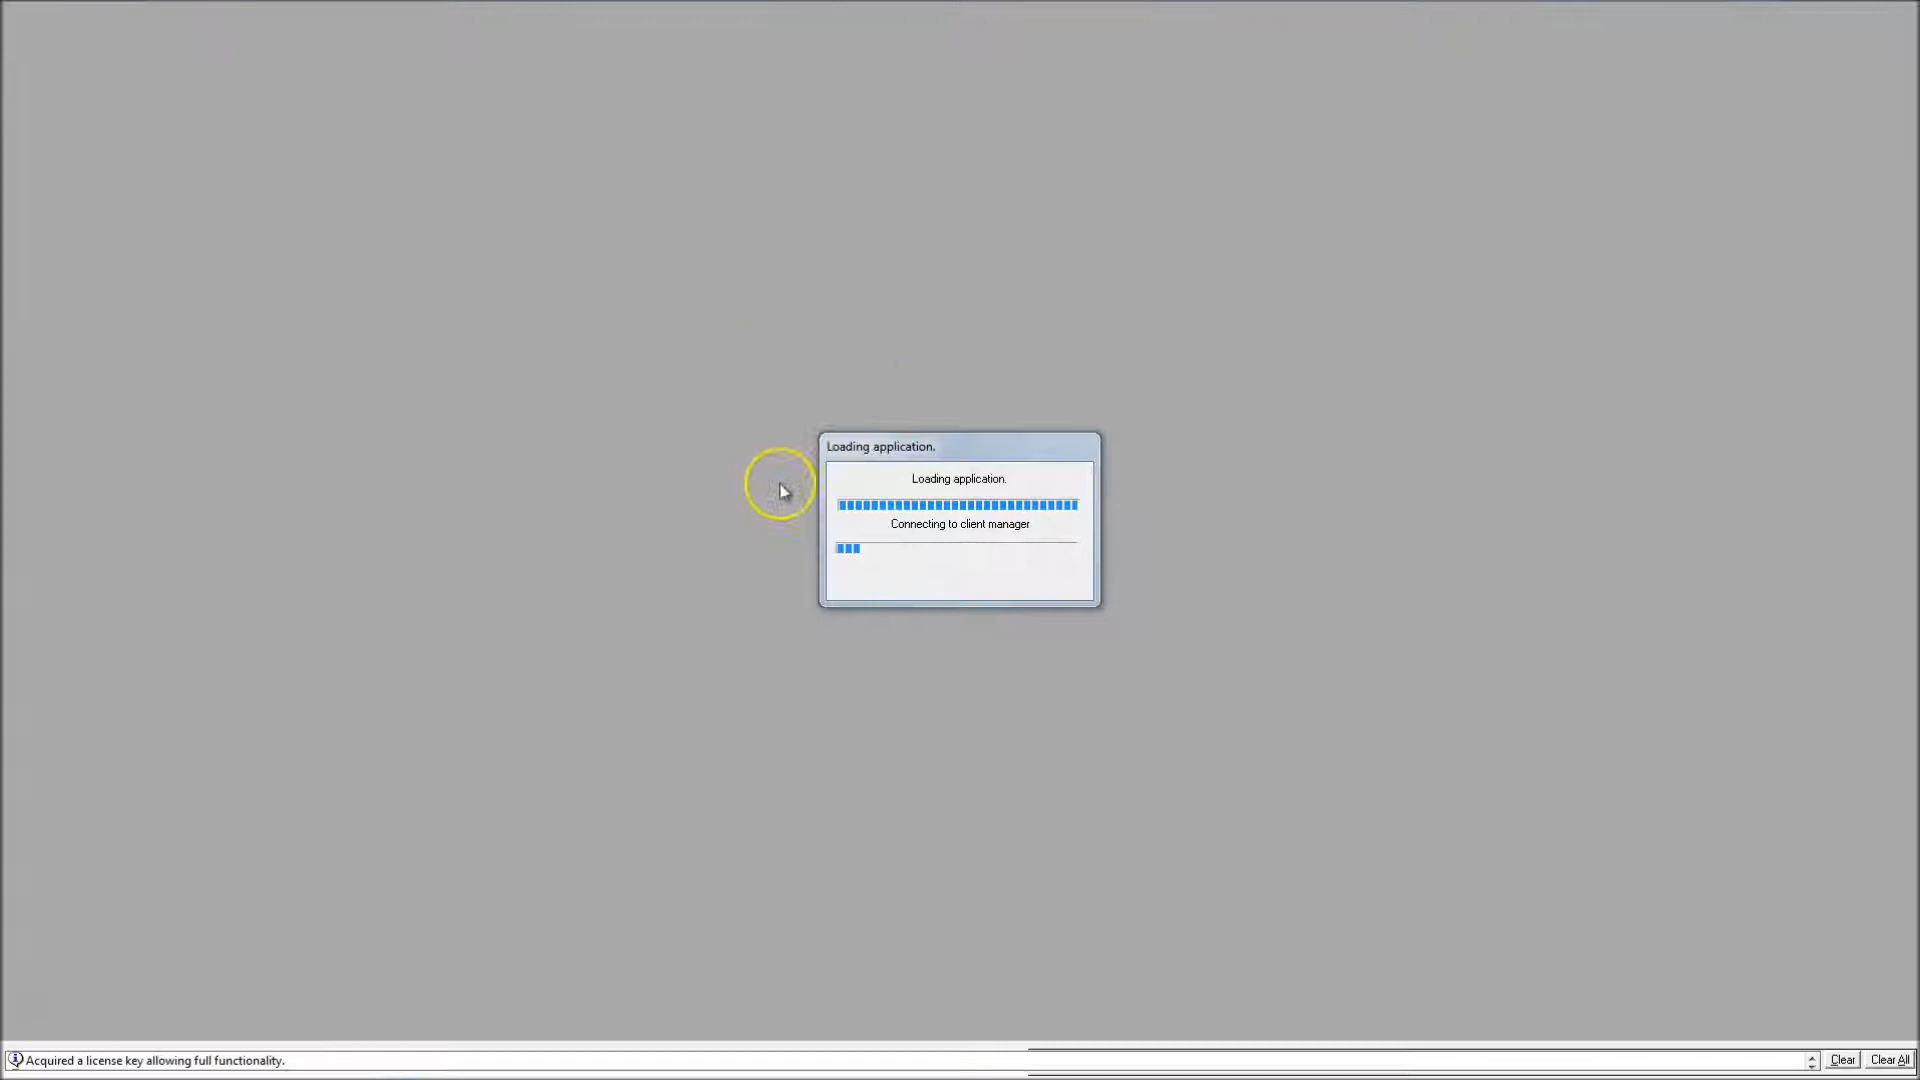 Loading application.
Loading application.
Connecting to client manager
Acquired a license key allowing full functionality.
Clear
Clear All